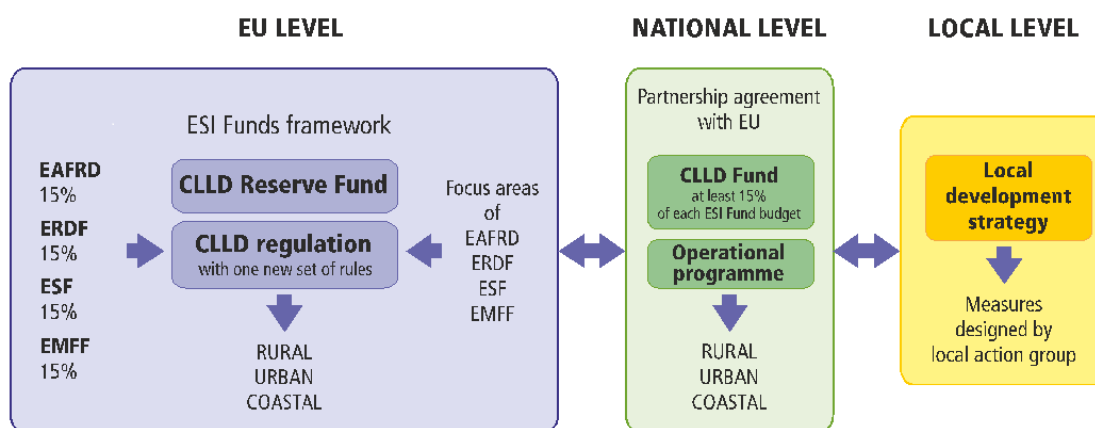 EU LEVEL
ESI Funds framework
EAFRD
15%
ERDF
15%
ESF
15%
EMFF
15%
CLLD Reserve Fund
CLLD regulation
with one new set of rules
RURAL
URBAN
COASTAL
Focus areas
of
EAFRD
ERDF
ESF
EMFF
NATIONAL LEVEL
Partnership agreement
with EU
CLLD Fund
at least 15%
of each ESI Fund budget
Operational
programme
RURAL
URBAN
COASTAL
LOCAL LEVEL
Local
development
strategy
Measures
designed by
local action group